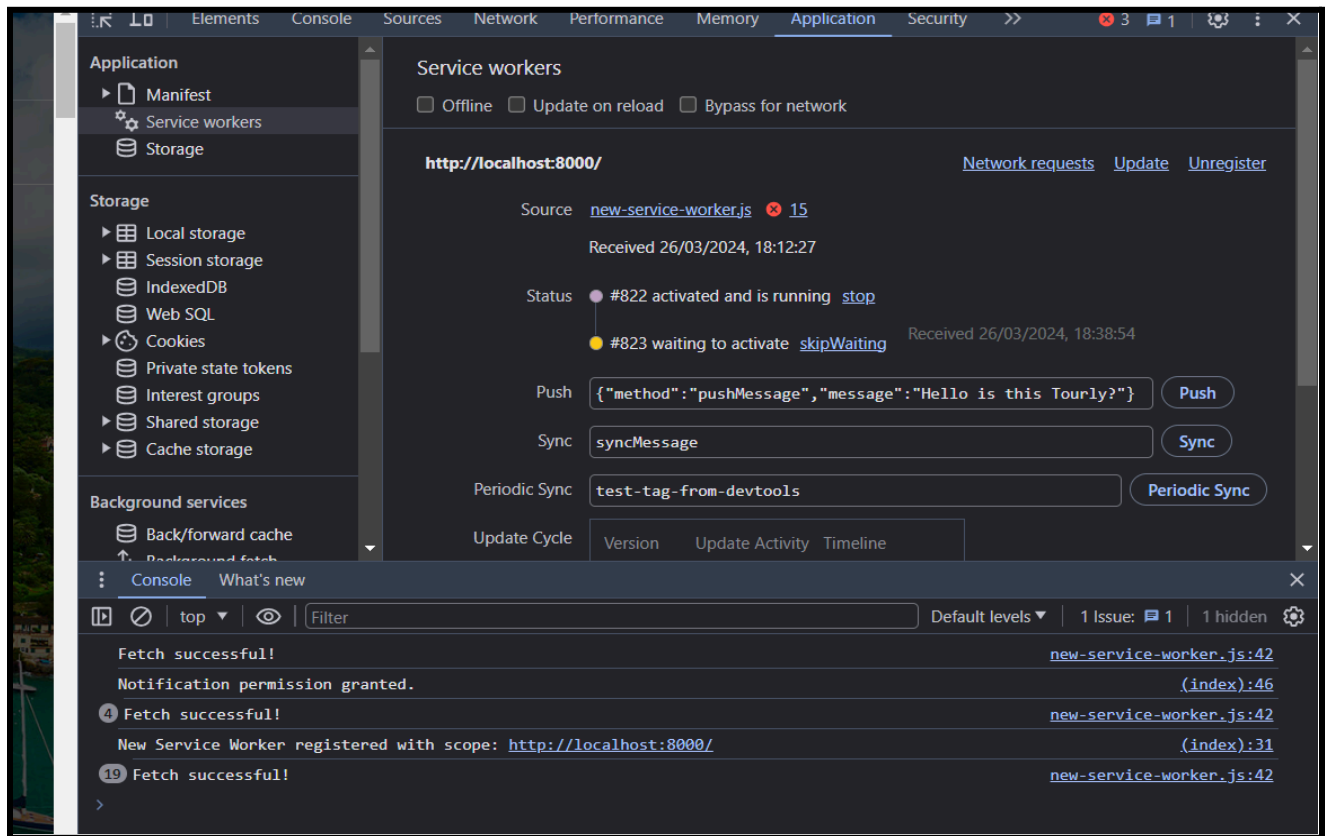 Elements Console Sources Network Performance Memory Application Security >> 3 1
Application
Manifest
Service workers
Storage
Storage
Local storage
Session storage
IndexedDB
Web SQL
Cookies
Private state tokens
Interest groups
Shared storage
Cache storage
Background services
Back/forward cache
Background fetch
Service workers
Offline Update on reload Bypass for network
http://localhost:8000/ Network requests Update Unregister
Source new-service-worker.js 15
Received 26/03/2024, 18:12:27
Status #822 activated and is running stop
#823 waiting to activate skipWaiting Received 26/03/2024, 18:38:54
Push {"method":"pushMessage","message":"Hello is this Tourly?"} Push
Sync syncMessage Sync
Periodic Sync test-tag-from-devtools Periodic Sync
Update Cycle Version Update Activity Timeline
Console What's new
top Filter Default levels 1 Issue: 1 1 hidden
Fetch successful! new-service-worker.js:42
Notification permission granted. (index):46
4 Fetch successful! new-service-worker.js:42
New Service Worker registered with scope: http://localhost:8000/ (index):31
19 Fetch successful! new-service-worker.js:42
>